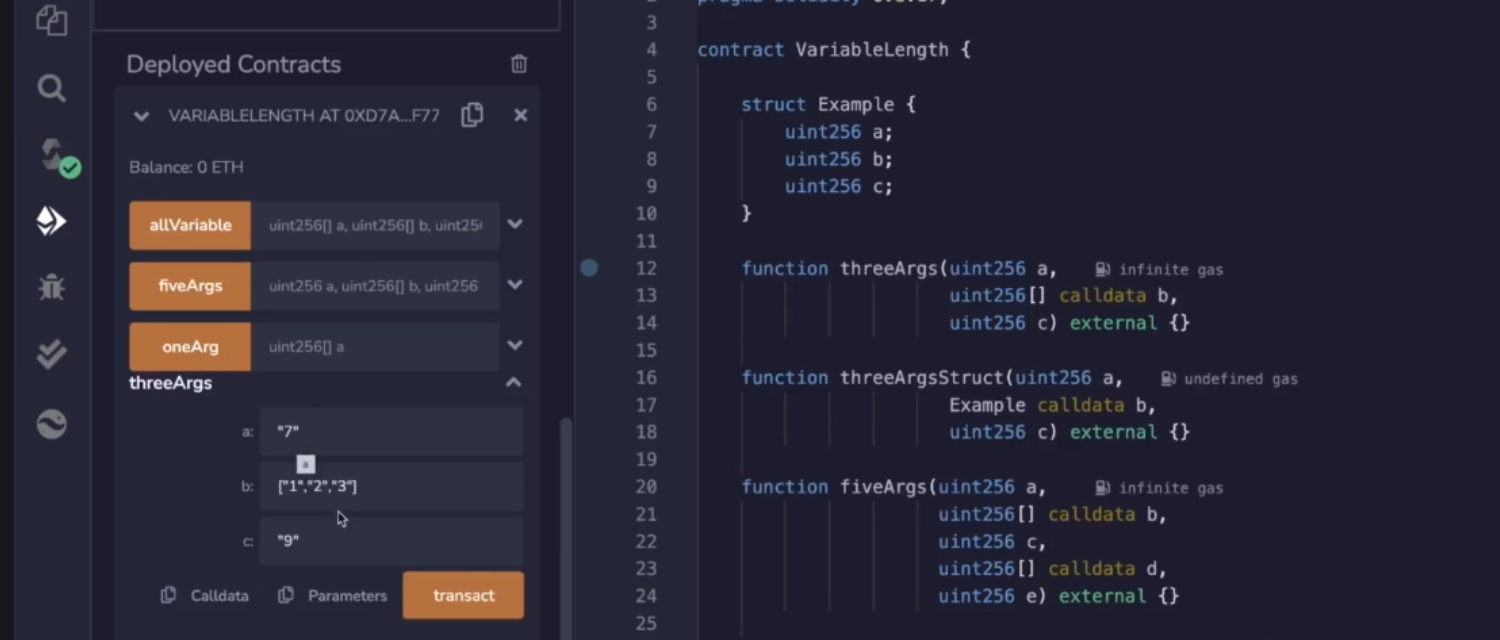 Deployed Contracts
VARIABLELENGTH AT 0XD7A...F77
Balance: 0 ETH
allVariable uint256[] a, uint256[] b, uint25
fiveArgs uint256 a, uint256[] b, uint256
oneArg uint256[] a
threeArgs
a: "7"
a
b: ["1","2","3"]
c: "9"
Calldata Parameters transact
2
3
4 contract VariableLength {
5
6 struct Example {
7 uint256 a;
8 uint256 b;
9 uint256 c;
10 }
11
12 function threeArgs(uint256 a, infinite gas
13 uint256[] calldata b,
14 uint256 c) external {}
15
16 function threeArgsStruct(uint256 a, undefined gas
17 Example calldata b,
18 uint256 c) external {}
19
20 function fiveArgs(uint256 a, infinite gas
21 uint256[] calldata b,
22 uint256 c,
23 uint256[] calldata d,
24 uint256 e) external {}
25